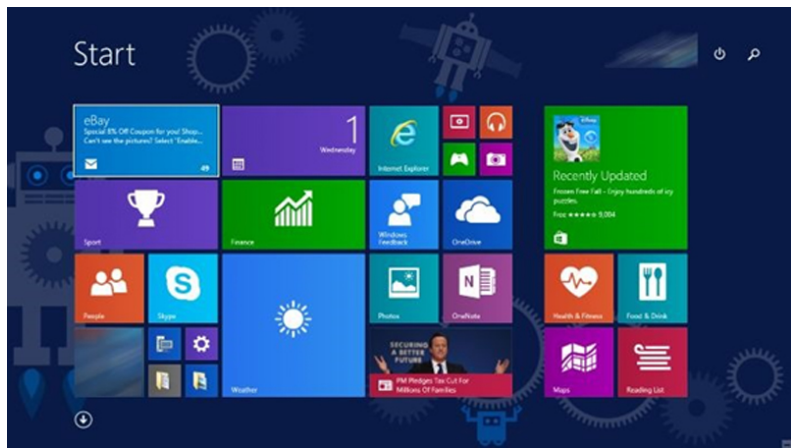 Start
eBay
Special 8% Off Coupon for you! Shop...
Can't see the pictures? Select "Enable...
49
1
Wednesday
Internet Explorer
Disney
Recently Updated
Frozen Free Fall - Enjoy hundreds of icy
puzzles.
Free ★★★★★ 9,084
Sport
Finance
Windows
Feedback
OneDrive
People
Skype
Weather
Photos
N
OneNote
Health & Fitness
Food & Drink
SECURING
A BETTER
FUTURE
PM Pledges Tax Cut For
Millions Of Families
Maps
Reading List